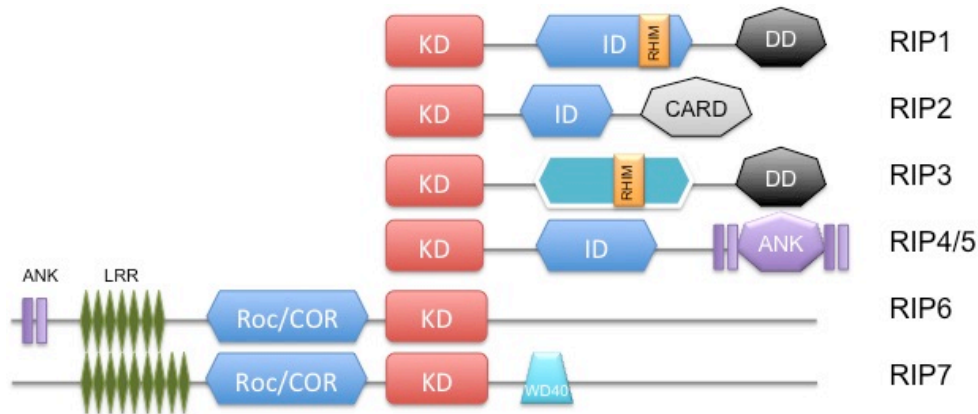 KD ID RHIM DD RIP1
KD ID CARD RIP2
KD RHIM DD RIP3
KD ID ANK RIP4/5
ANK LRR
Roc/COR KD RIP6
Roc/COR KD WD40 RIP7